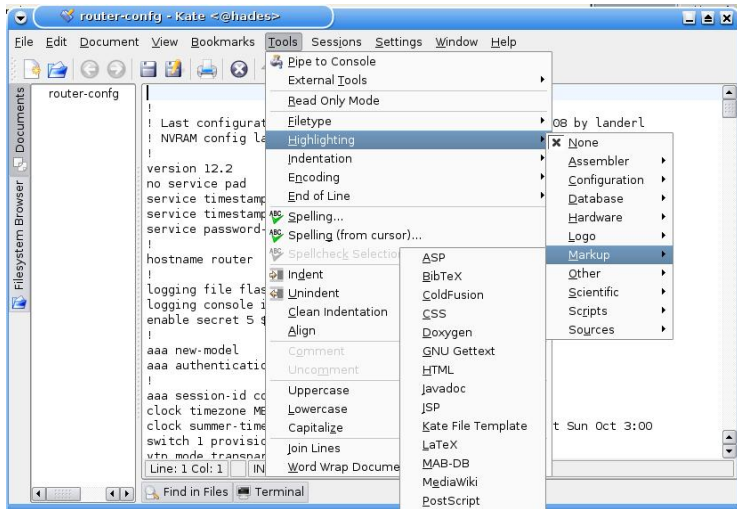 router-confg - Kate <@hades>
File Edit Document View Bookmarks Tools Sessions Settings Window Help
Documents
Filesystem Browser
router-confg
!
! Last configurat
08 by landerl
! NVRAM config la
!
version 12.2
no service pad
service timestamp
service timestamp
service password-
!
hostname router
!
logging file flas
logging console i
enable secret 5 $
!
aaa new-model
aaa authenticatio
!
aaa session-id co
clock timezone ME
clock summer-time
t Sun Oct 3:00
switch 1 provisio
vtp mode transpar
Line: 1 Col: 1
IN
Find in Files Terminal
Pipe to Console
External Tools
Read Only Mode
Filetype
Highlighting
Indentation
Encoding
End of Line
Spelling...
Spelling (from cursor)...
Spellcheck Selection
Indent
Unindent
Clean Indentation
Align
Comment
Uncomment
Uppercase
Lowercase
Capitalize
Join Lines
Word Wrap Docume
None
Assembler
Configuration
Database
Hardware
Logo
Markup
Other
Scientific
Scripts
Sources
ASP
BibTeX
ColdFusion
CSS
Doxygen
GNU Gettext
HTML
Javadoc
JSP
Kate File Template
LaTeX
MAB-DB
MediaWiki
PostScript